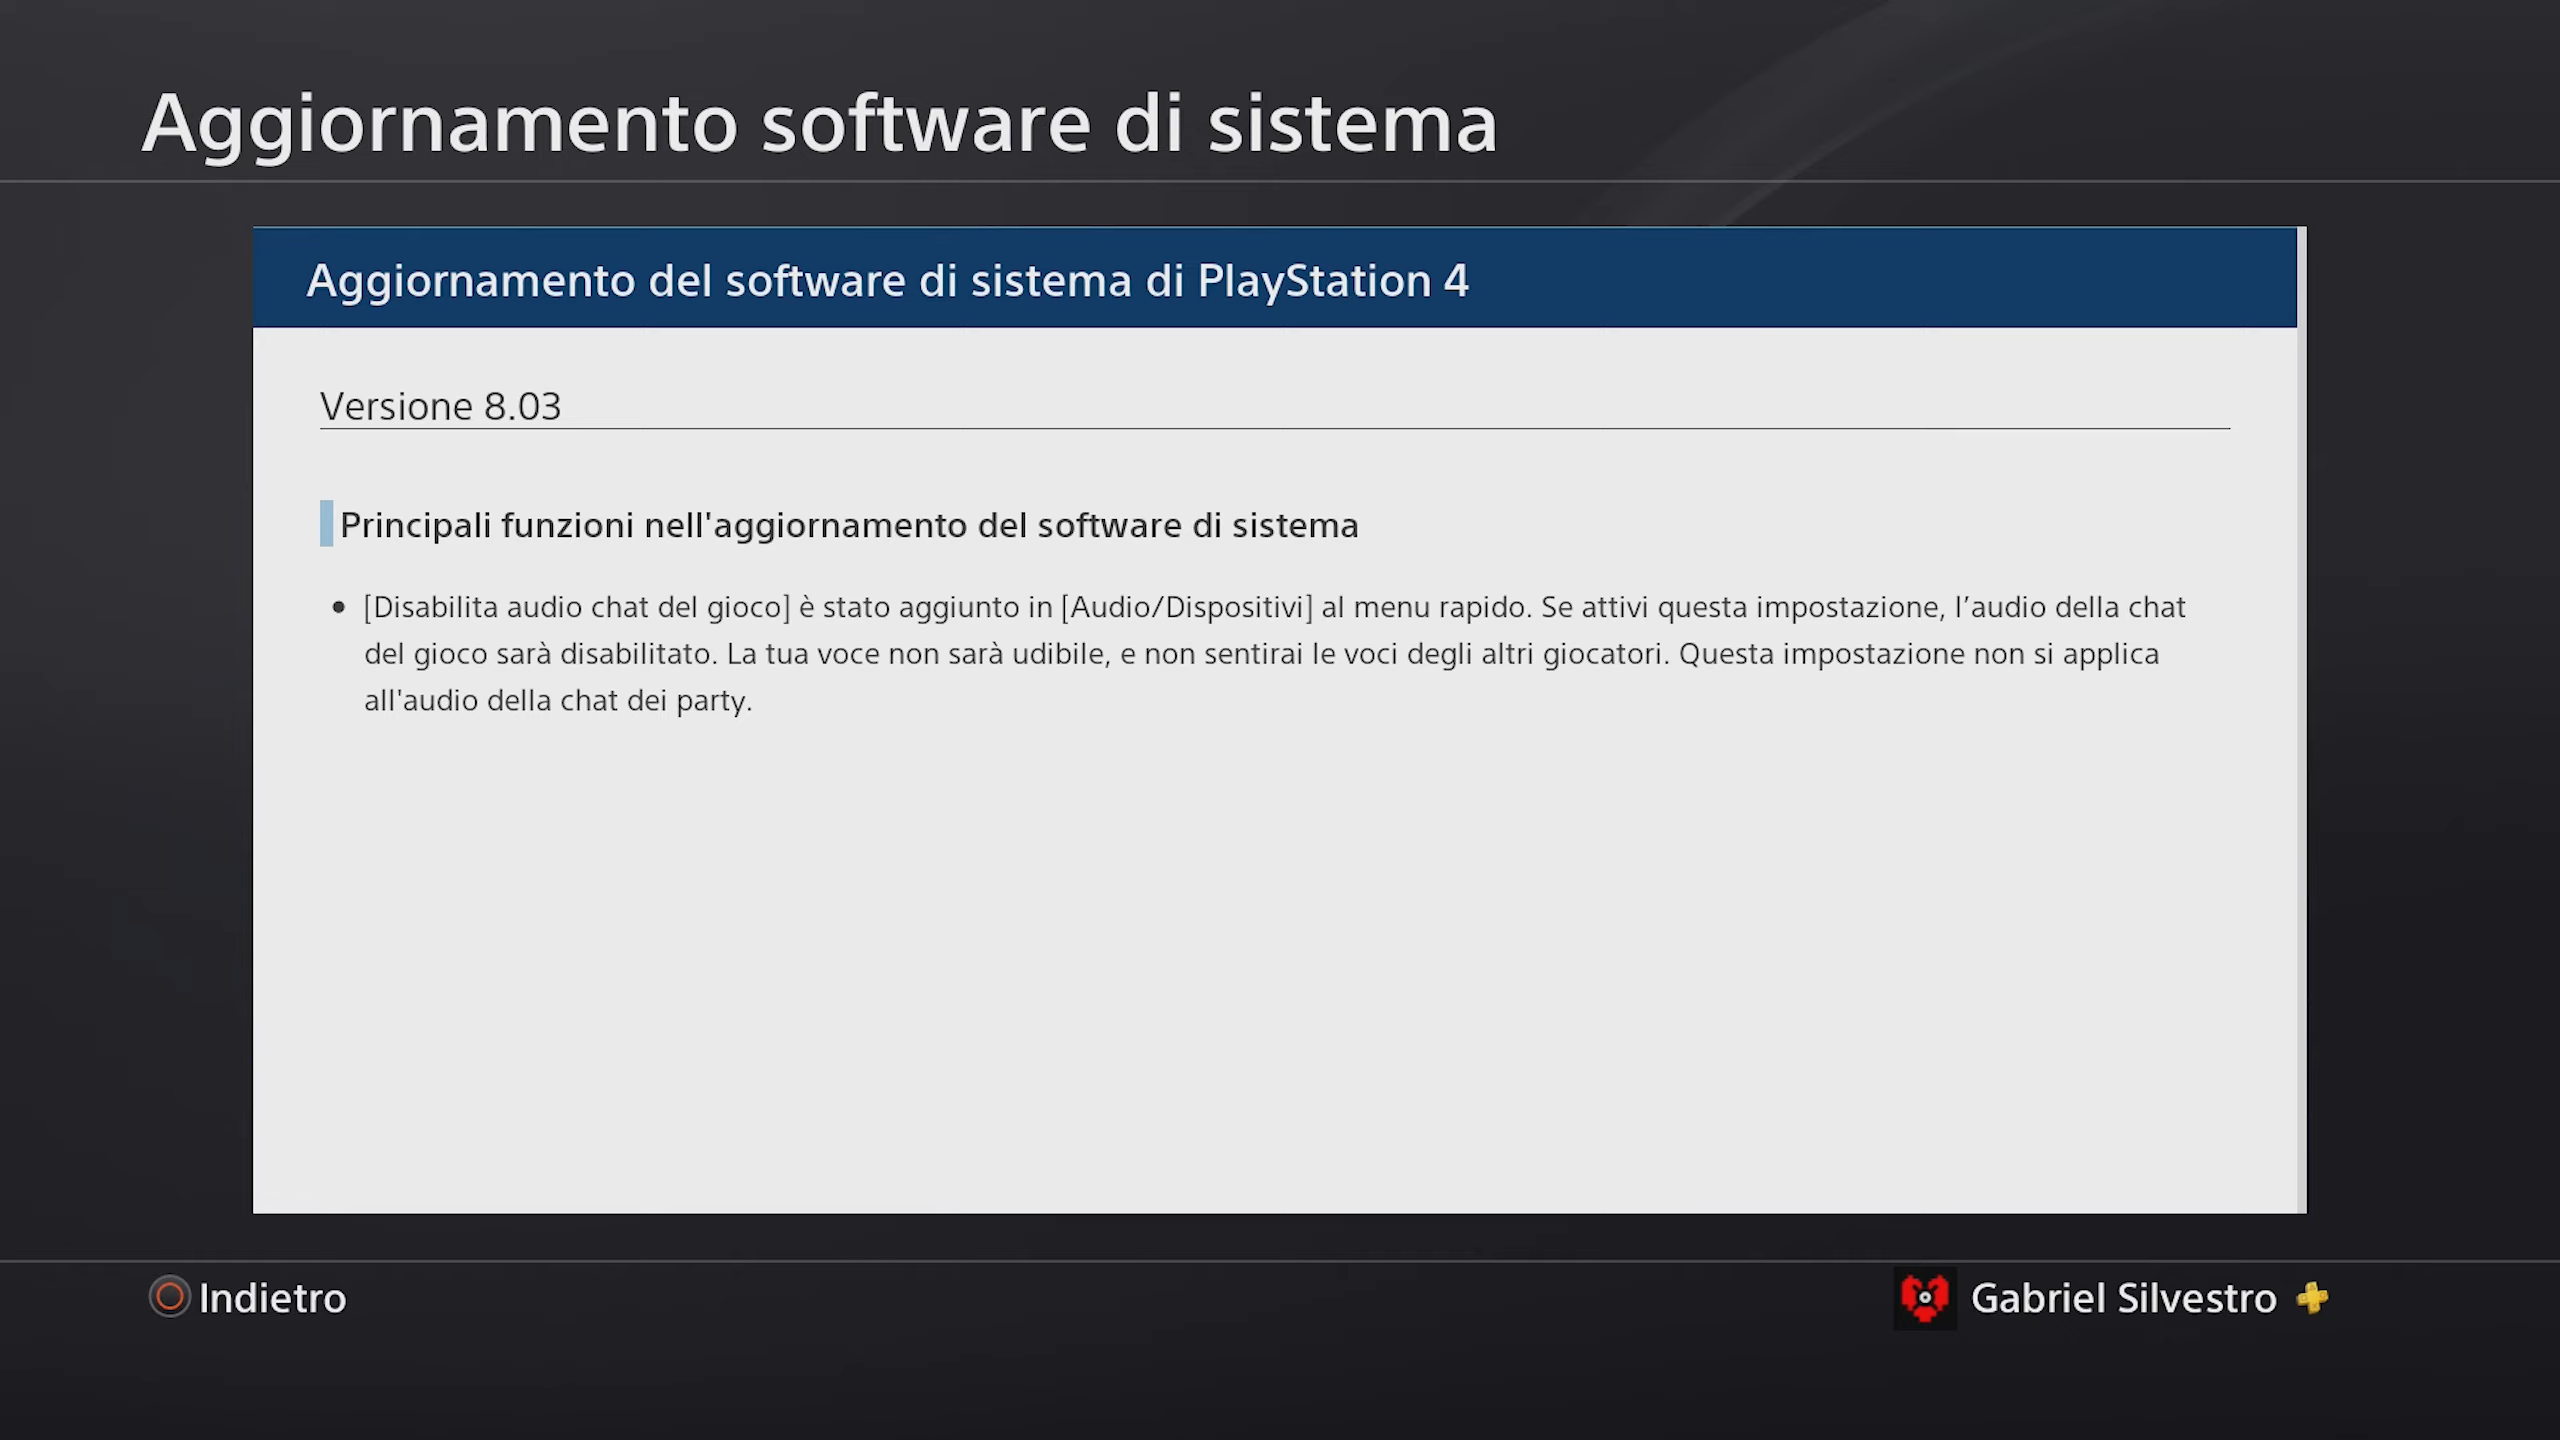 Aggiornamento software di sistema
Aggiornamento del software di sistema di PlayStation 4
Versione 8.03
Principali funzioni nell'aggiornamento del software di sistema
• [Disabilita audio chat del gioco] è stato aggiunto in [Audio/Dispositivi] al menu rapido. Se attivi questa impostazione, l’audio della chat
del gioco sarà disabilitato. La tua voce non sarà udibile, e non sentirai le voci degli altri giocatori. Questa impostazione non si applica
all'audio della chat dei party.
Indietro
Gabriel Silvestro